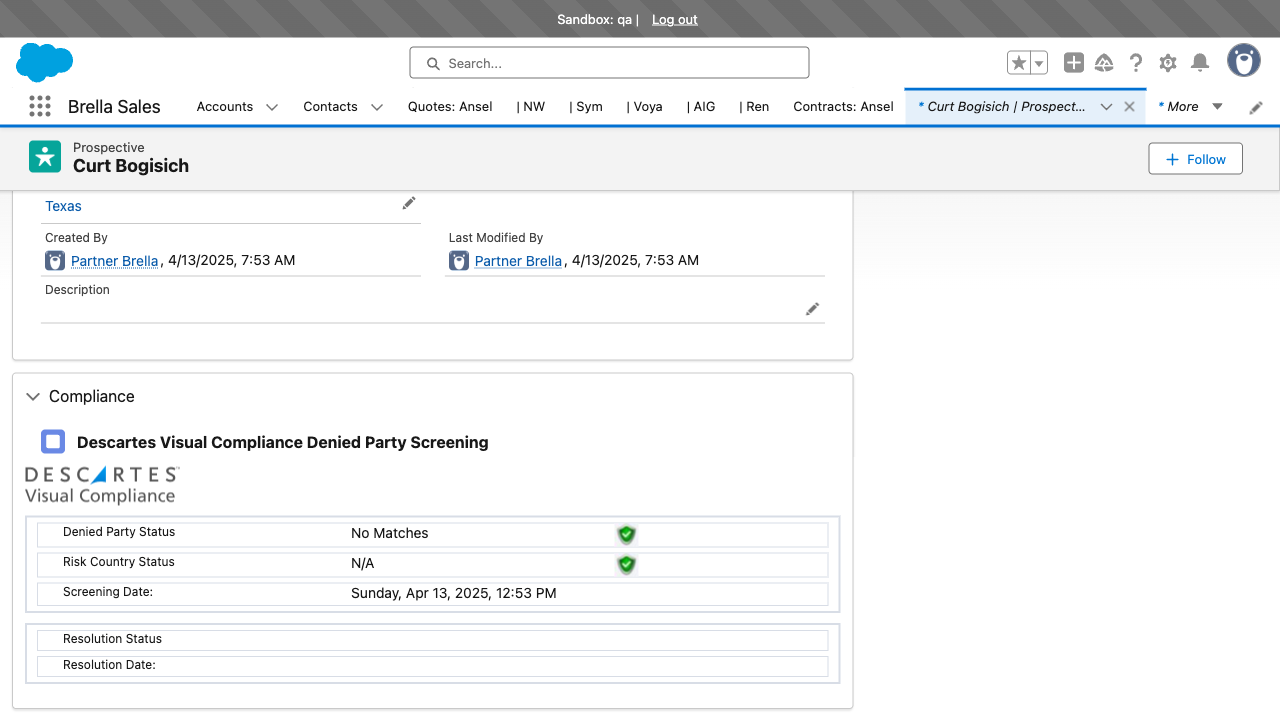 Sandbox: qa | Log out
Search...
Brella Sales
Accounts
Contacts
Quotes: Ansel
| NW
| Sym
| Voya
| AIG
| Ren
Contracts: Ansel
* Curt Bogisich | Prospect...
* More
Prospective
Curt Bogisich
Follow
Texas
Created By
Last Modified By
Partner Brella, 4/13/2025, 7:53 AM
Partner Brella, 4/13/2025, 7:53 AM
Description
Compliance
Descartes Visual Compliance Denied Party Screening
DESCARTES™
Visual Compliance
Denied Party Status No Matches
Risk Country Status N/A
Screening Date: Sunday, Apr 13, 2025, 12:53 PM
Resolution Status
Resolution Date: